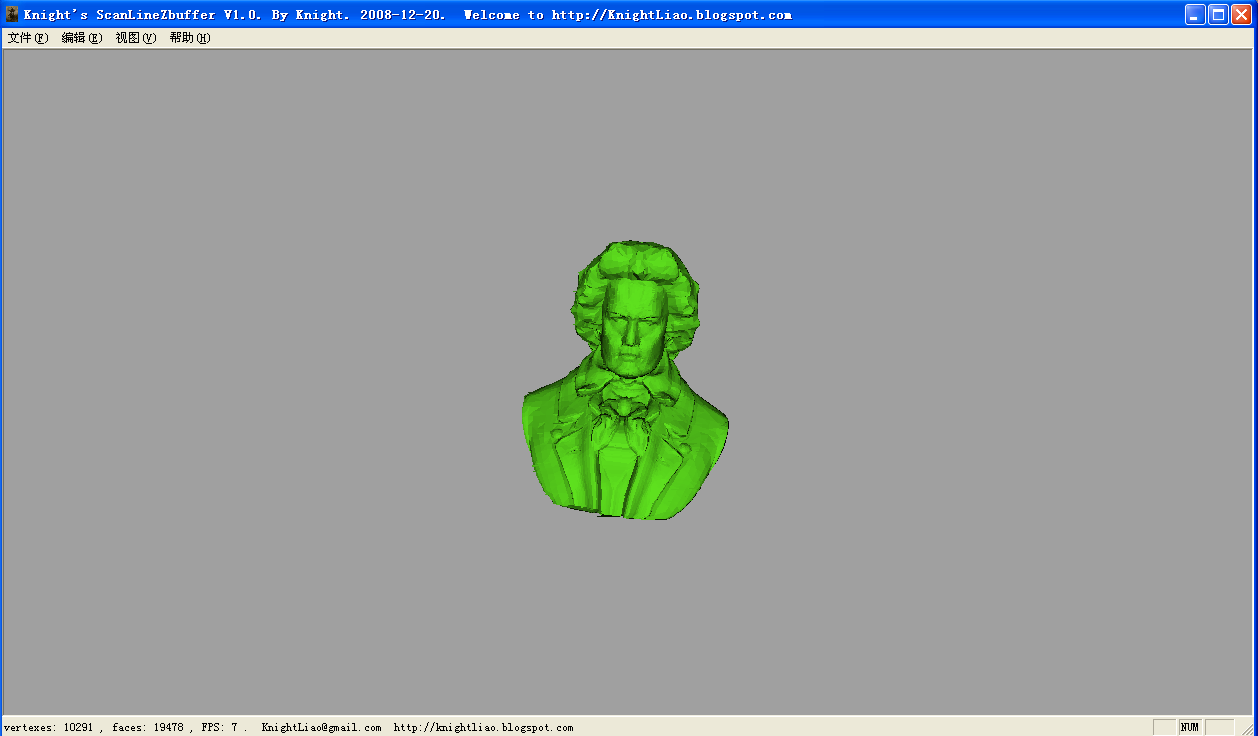 Knight's ScanLineZbuffer V1.0. By Knight. 2008-12-20.  Welcome to http://KnightLiao.blogspot.com
文件(F) 编辑(E) 视图(V) 帮助(H)
vertexes: 10291 , faces: 19478 , FPS: 7 .  KnightLiao@gmail.com  http://knightliao.blogspot.com NUM